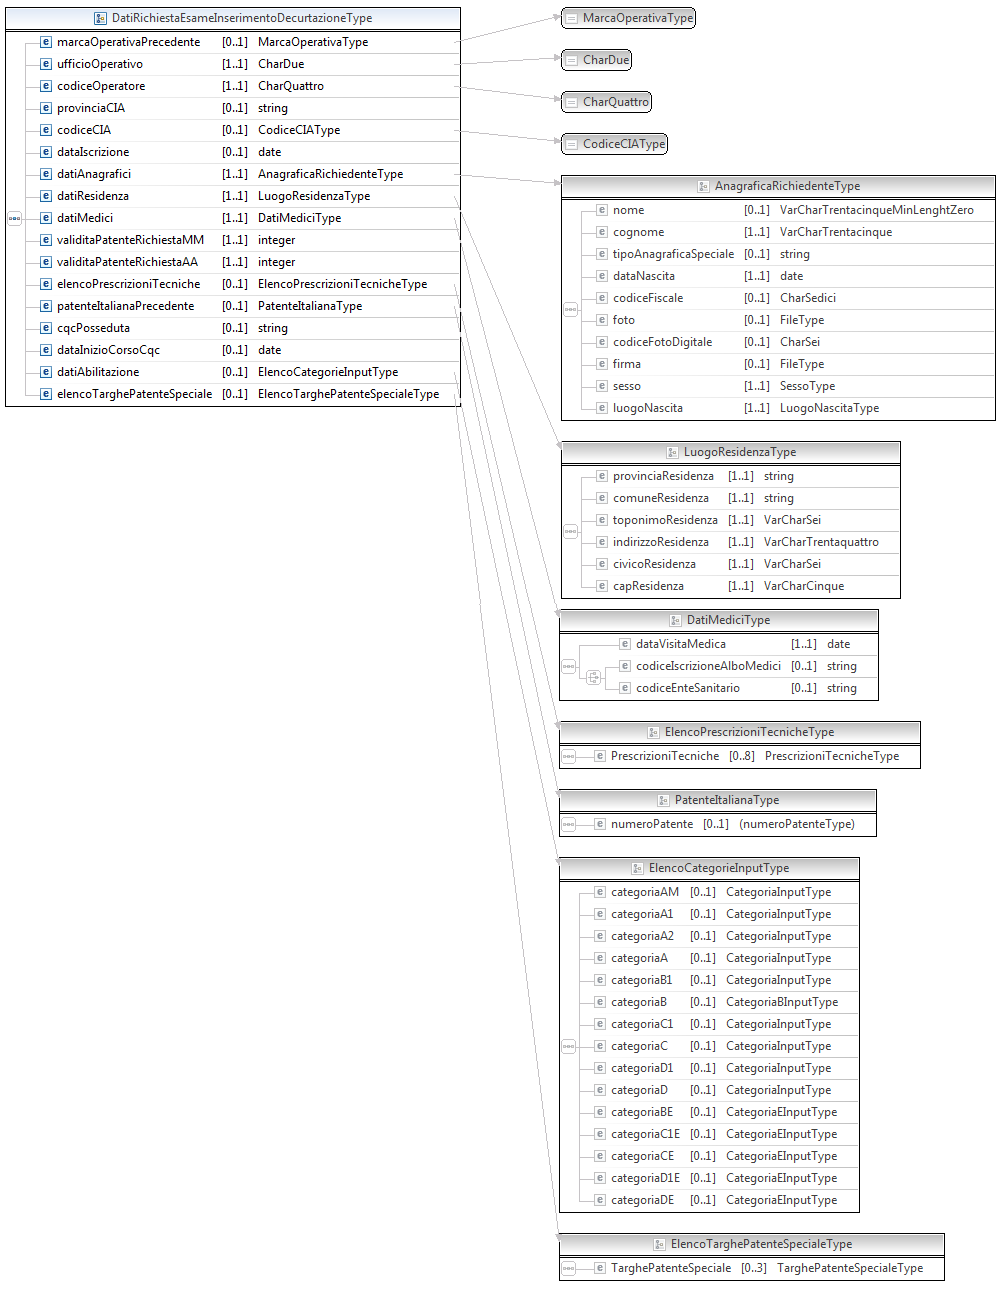 DatiRichiestaEsameInserimentoDecurtazioneType
marcaOperativaPrecedente [0..1] MarcaOperativaType
ufficioOperativo [1..1] CharDue
codiceOperatore [1..1] CharQuattro
provinciaCIA [0..1] string
codiceCIA [0..1] CodiceCIAType
dataIscrizione [0..1] date
datiAnagrafici [1..1] AnagraficaRichiedenteType
datiResidenza [1..1] LuogoResidenzaType
datiMedici [1..1] DatiMediciType
validitaPatenteRichiestaMM [1..1] integer
validitaPatenteRichiestaAA [1..1] integer
elencoPrescrizioniTecniche [0..1] ElencoPrescrizioniTecnicheType
patenteItalianaPrecedente [0..1] PatenteItalianaType
cqcPosseduta [0..1] string
dataInizioCorsoCqc [0..1] date
datiAbilitazione [1..1] ElencoCategorieInputType
elencoTarghePatenteSpeciale [0..1] ElencoTarghePatenteSpecialeType
MarcaOperativaType
CharDue
CharQuattro
CodiceCIAType
AnagraficaRichiedenteType
nome [0..1] VarCharTrentacinqueMinLenghtZero
cognome [1..1] VarCharTrentacinque
tipoAnagraficaSpeciale [0..1] string
dataNascita [1..1] date
codiceFiscale [0..1] CharSedici
foto [0..1] FileType
codiceFotoDigitale [0..1] CharSei
firma [0..1] FileType
sesso [1..1] SessoType
luogoNascita [1..1] LuogoNascitaType
LuogoResidenzaType
provinciaResidenza [1..1] string
comuneResidenza [1..1] string
toponimoResidenza [1..1] VarCharSei
indirizzoResidenza [1..1] VarCharTrentaquattro
civicoResidenza [1..1] VarCharSei
capResidenza [1..1] VarCharCinque
DatiMediciType
dataVisitaMedica [1..1] date
codiceIscrizioneAlboMedici [0..1] string
codiceEnteSanitario [0..1] string
ElencoPrescrizioniTecnicheType
PrescrizioniTecniche [0..8] PrescrizioniTecnicheType
PatenteItalianaType
numeroPatente [0..1] (numeroPatenteType)
ElencoCategorieInputType
categoriaAM [0..1] CategoriaInputType
categoriaA1 [0..1] CategoriaInputType
categoriaA2 [0..1] CategoriaInputType
categoriaA [0..1] CategoriaInputType
categoriaB1 [0..1] CategoriaInputType
categoriaB [0..1] CategoriaBInputType
categoriaC1 [0..1] CategoriaInputType
categoriaC [0..1] CategoriaInputType
categoriaD1 [0..1] CategoriaInputType
categoriaD [0..1] CategoriaInputType
categoriaBE [0..1] CategoriaEInputType
categoriaC1E [0..1] CategoriaEInputType
categoriaCE [0..1] CategoriaEInputType
categoriaD1E [0..1] CategoriaEInputType
categoriaDE [0..1] CategoriaEInputType
ElencoTarghePatenteSpecialeType
TarghePatenteSpeciale [0..3] TarghePatenteSpecialeType